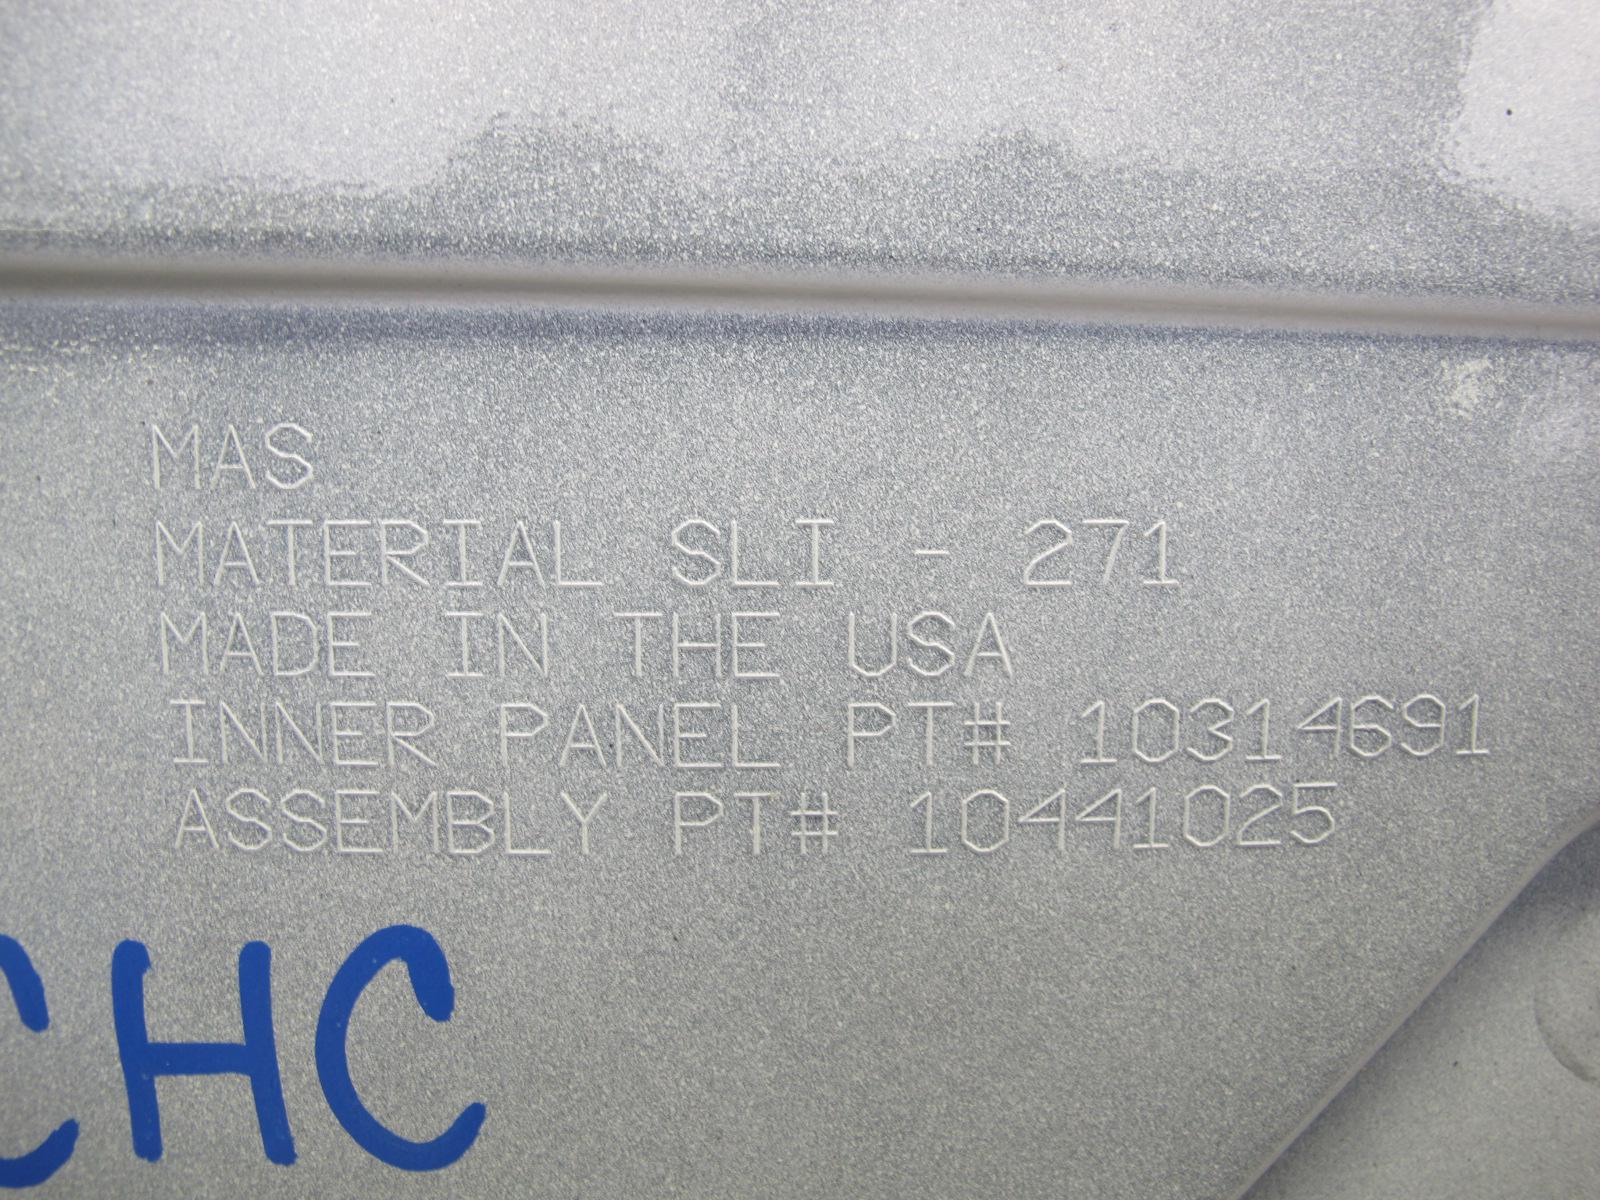 MAS
MATERIAL SLI - 271
MADE IN THE USA
INNER PANEL PT# 10314691
ASSEMBLY PT# 10441025
CHC